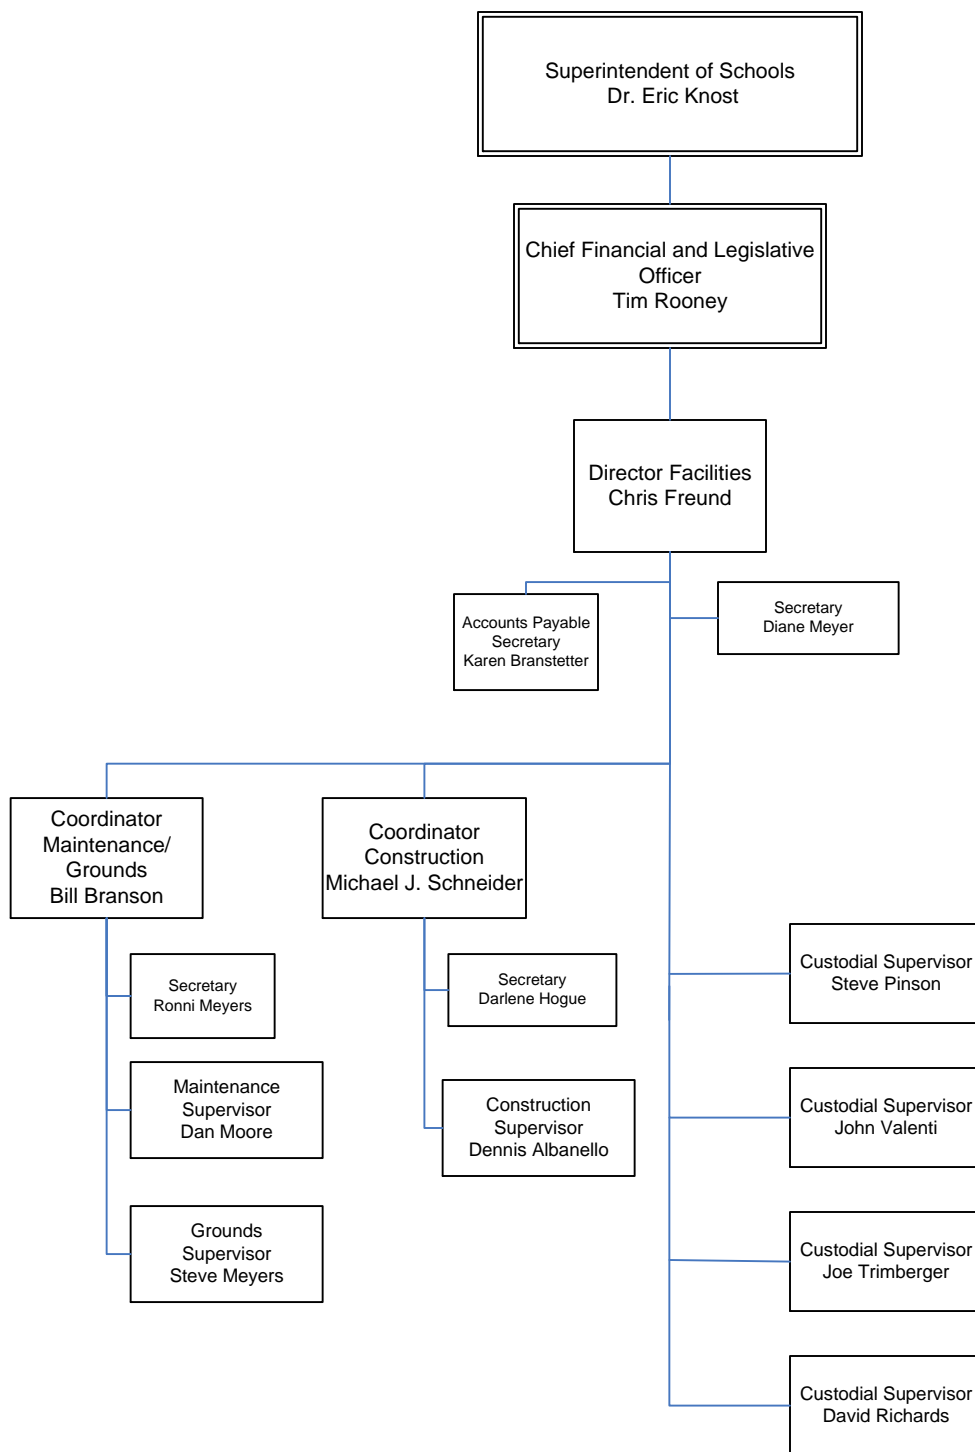 Superintendent of Schools
Dr. Eric Knost
Chief Financial and Legislative
Officer
Tim Rooney
Director Facilities
Chris Freund
Accounts Payable
Secretary
Karen Branstetter
Secretary
Diane Meyer
Coordinator
Maintenance/
Grounds
Bill Branson
Coordinator
Construction
Michael J. Schneider
Secretary
Ronni Meyers
Maintenance
Supervisor
Dan Moore
Grounds
Supervisor
Steve Meyers
Secretary
Darlene Hogue
Construction
Supervisor
Dennis Albanello
Custodial Supervisor
Steve Pinson
Custodial Supervisor
John Valenti
Custodial Supervisor
Joe Trimberger
Custodial Supervisor
David Richards